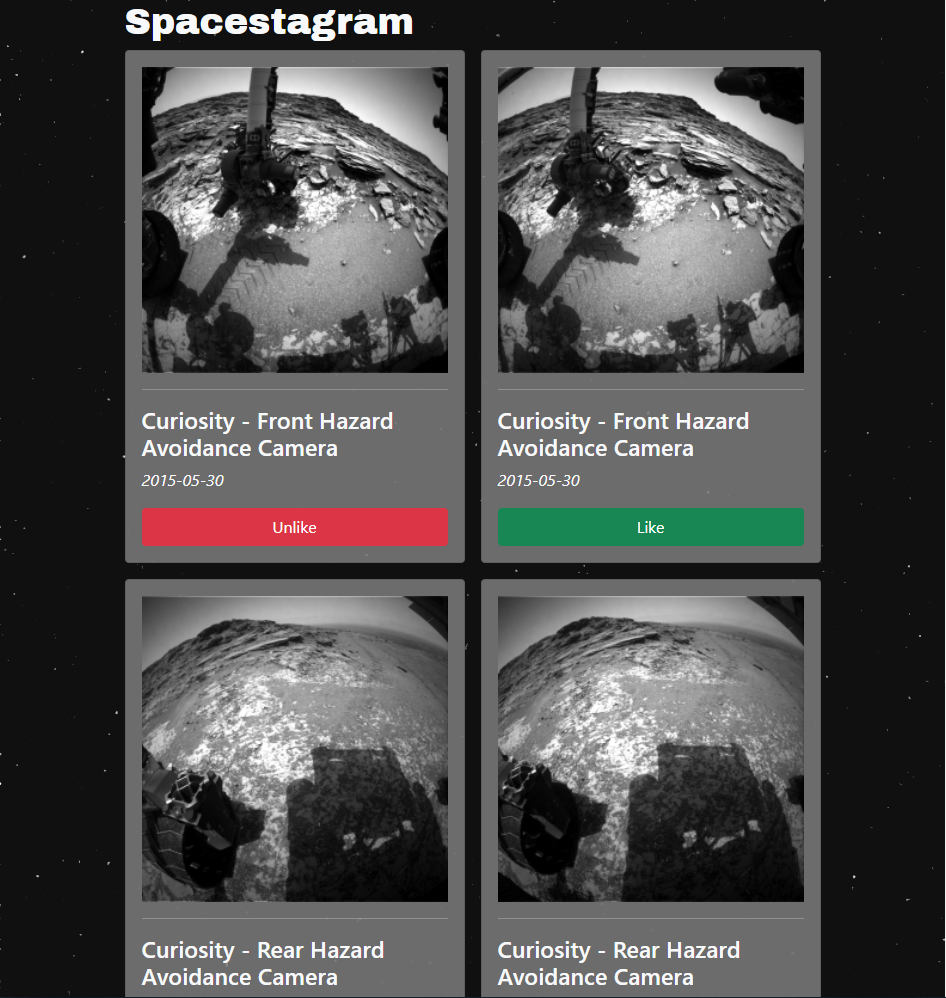 Spacestagram
Curiosity - Front Hazard
Avoidance Camera
2015-05-30
Unlike
Curiosity - Front Hazard
Avoidance Camera
2015-05-30
Like
Curiosity - Rear Hazard
Avoidance Camera
Curiosity - Rear Hazard
Avoidance Camera